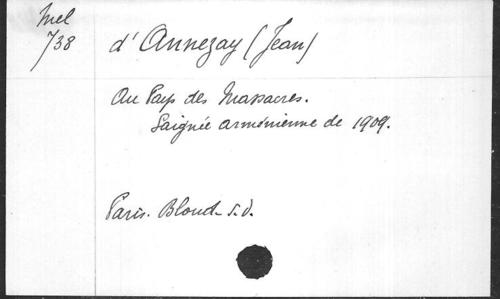 Mel
738
d'Annezay (Jean)
Au Pays des Massacres.
Saignée arménienne de 1909.
Paris. Bloud s.d.